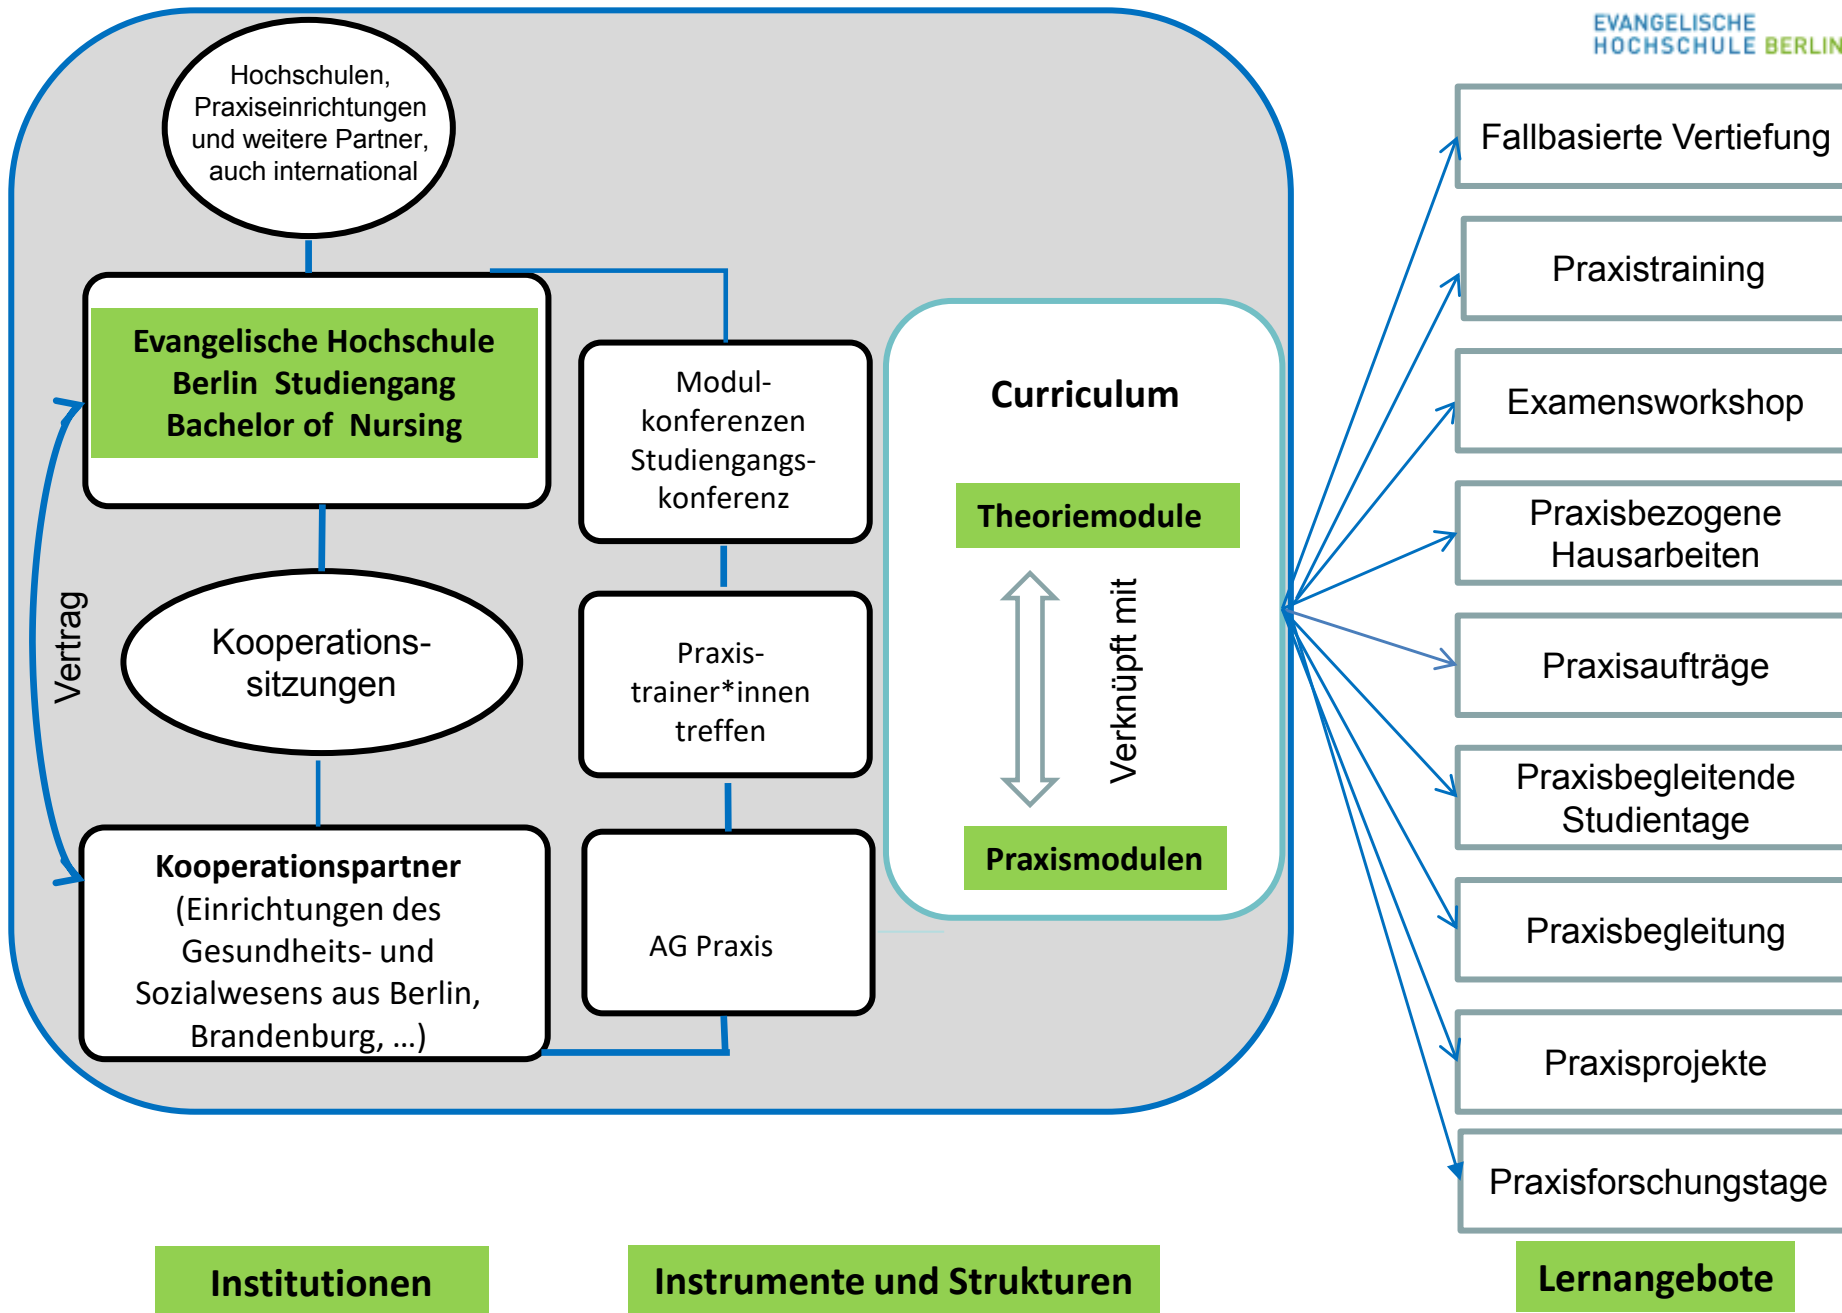 EVANGELISCHE
HOCHSCHULE BERLIN
Hochschulen,
Praxiseinrichtungen
und weitere Partner,
auch international
Evangelische Hochschule
Berlin Studiengang
Bachelor of Nursing
Vertrag
Kooperations-
sitzungen
Kooperationspartner
(Einrichtungen des
Gesundheits- und
Sozialwesens aus Berlin,
Brandenburg, ...)
Modul-
konferenzen
Studiengangs-
konferenz
Praxis-
trainer*innen
treffen
AG Praxis
Curriculum
Theoriemodule
Verknüpft mit
Praxismodulen
Fallbasierte Vertiefung
Praxistraining
Examensworkshop
Praxisbezogene
Hausarbeiten
Praxisaufträge
Praxisbegleitende
Studientage
Praxisbegleitung
Praxisprojekte
Praxisforschungstage
Institutionen
Instrumente und Strukturen
Lernangebote